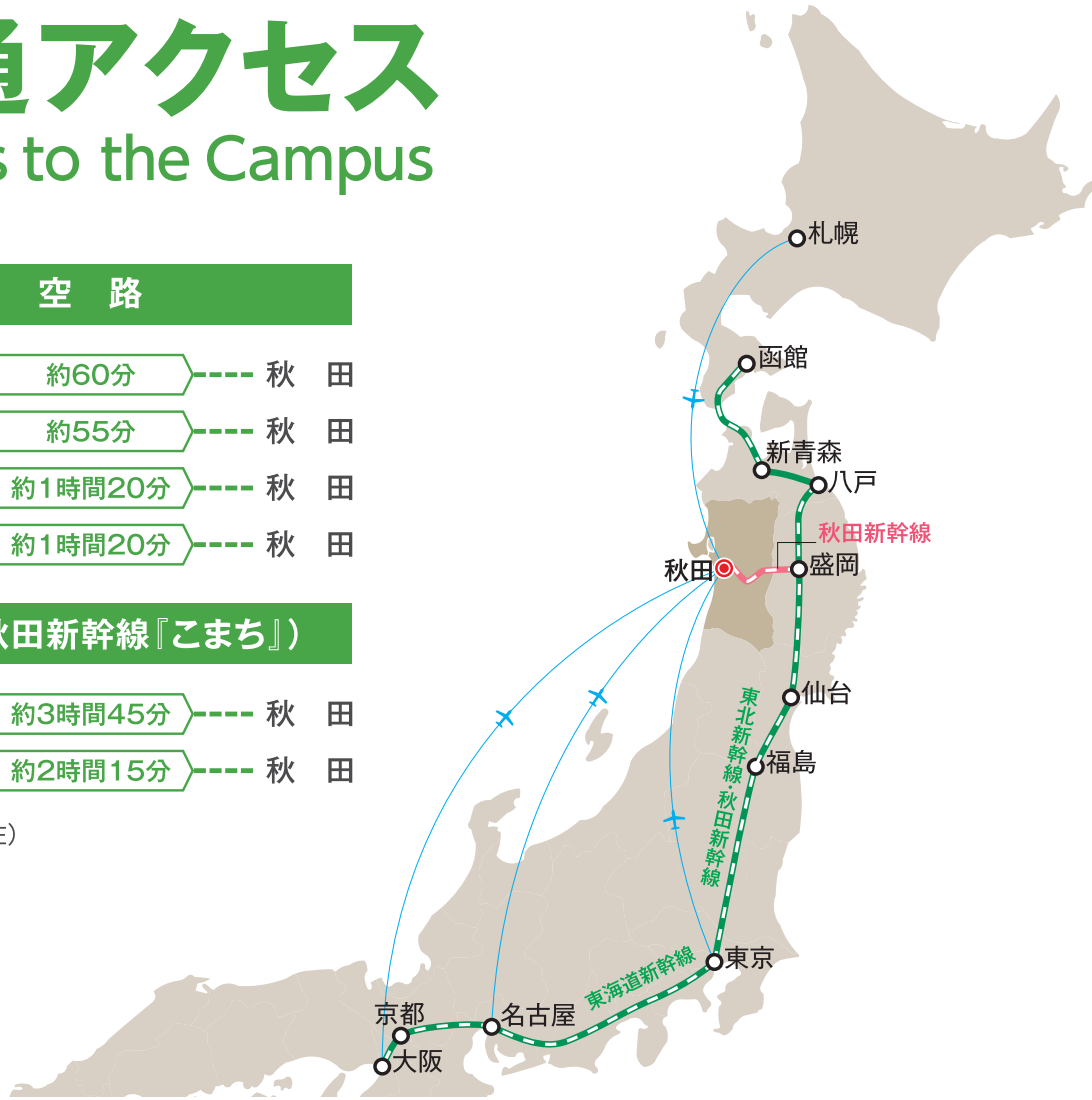 通アクセス
s to the Campus
空 路
約60分 秋 田
約55分 秋 田
約1時間20分 秋 田
約1時間20分 秋 田
秋田新幹線『こまち』)
約3時間45分 秋 田
約2時間15分 秋 田
在)
札幌
函館
新青森
八戸
秋田新幹線
秋田
盛岡
仙台
東北新幹線・秋田新幹線
福島
東京
東海道新幹線
名古屋
京都
大阪